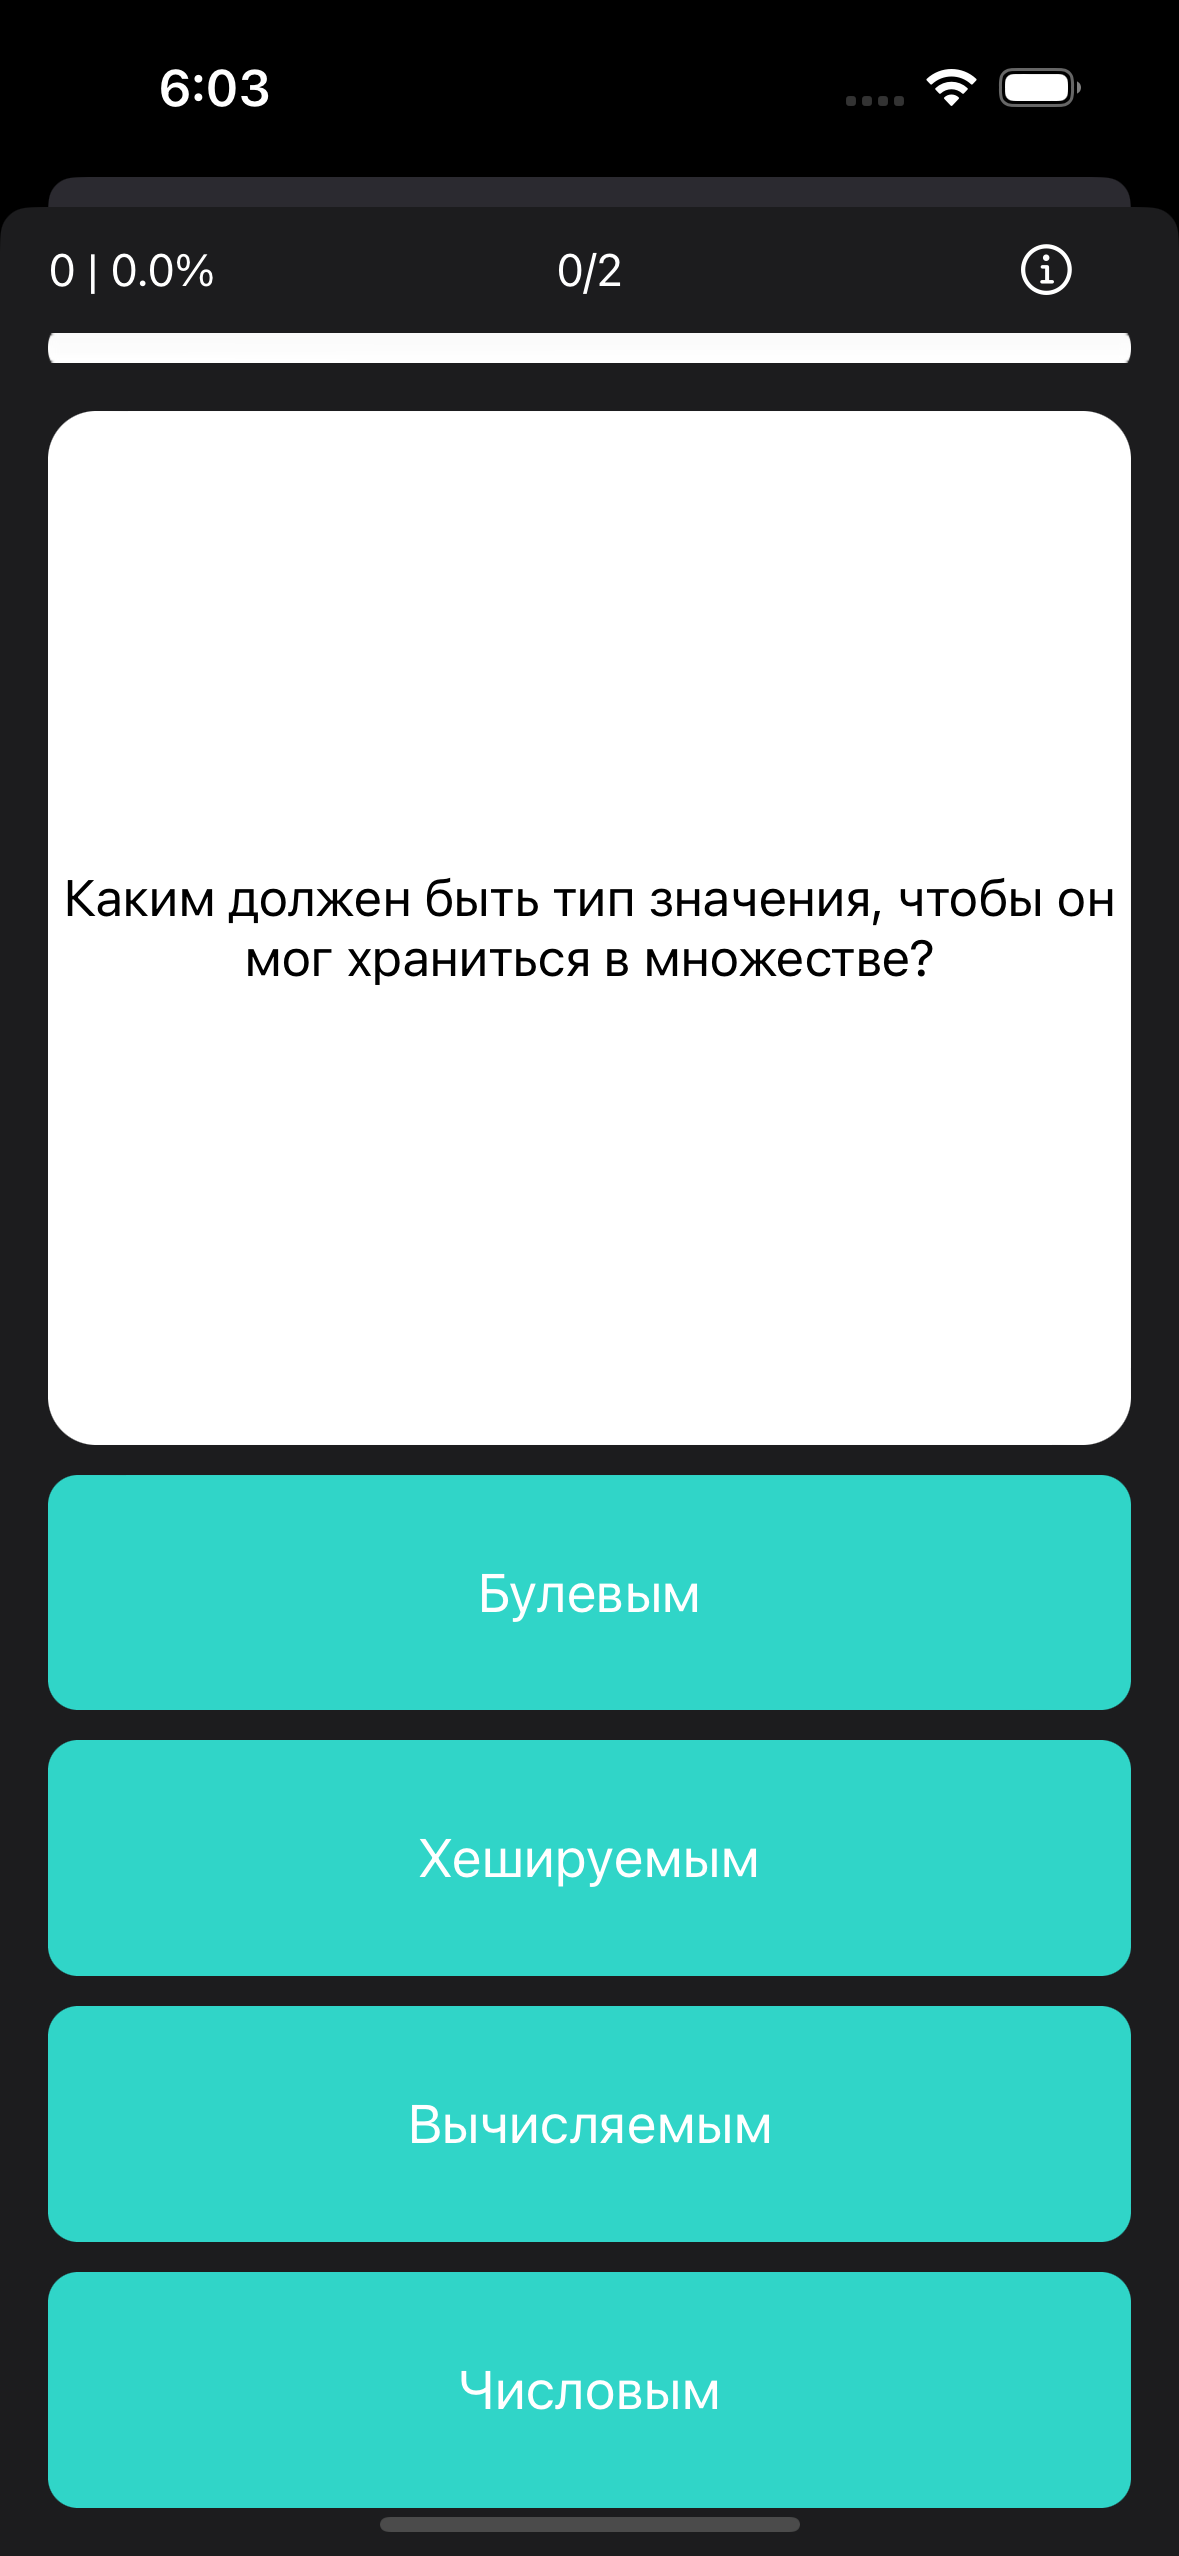 6:03
0 | 0.0%
0/2
Каким должен быть тип значения, чтобы он
мог храниться в множестве?
Булевым
Хешируемым
Вычисляемым
Числовым